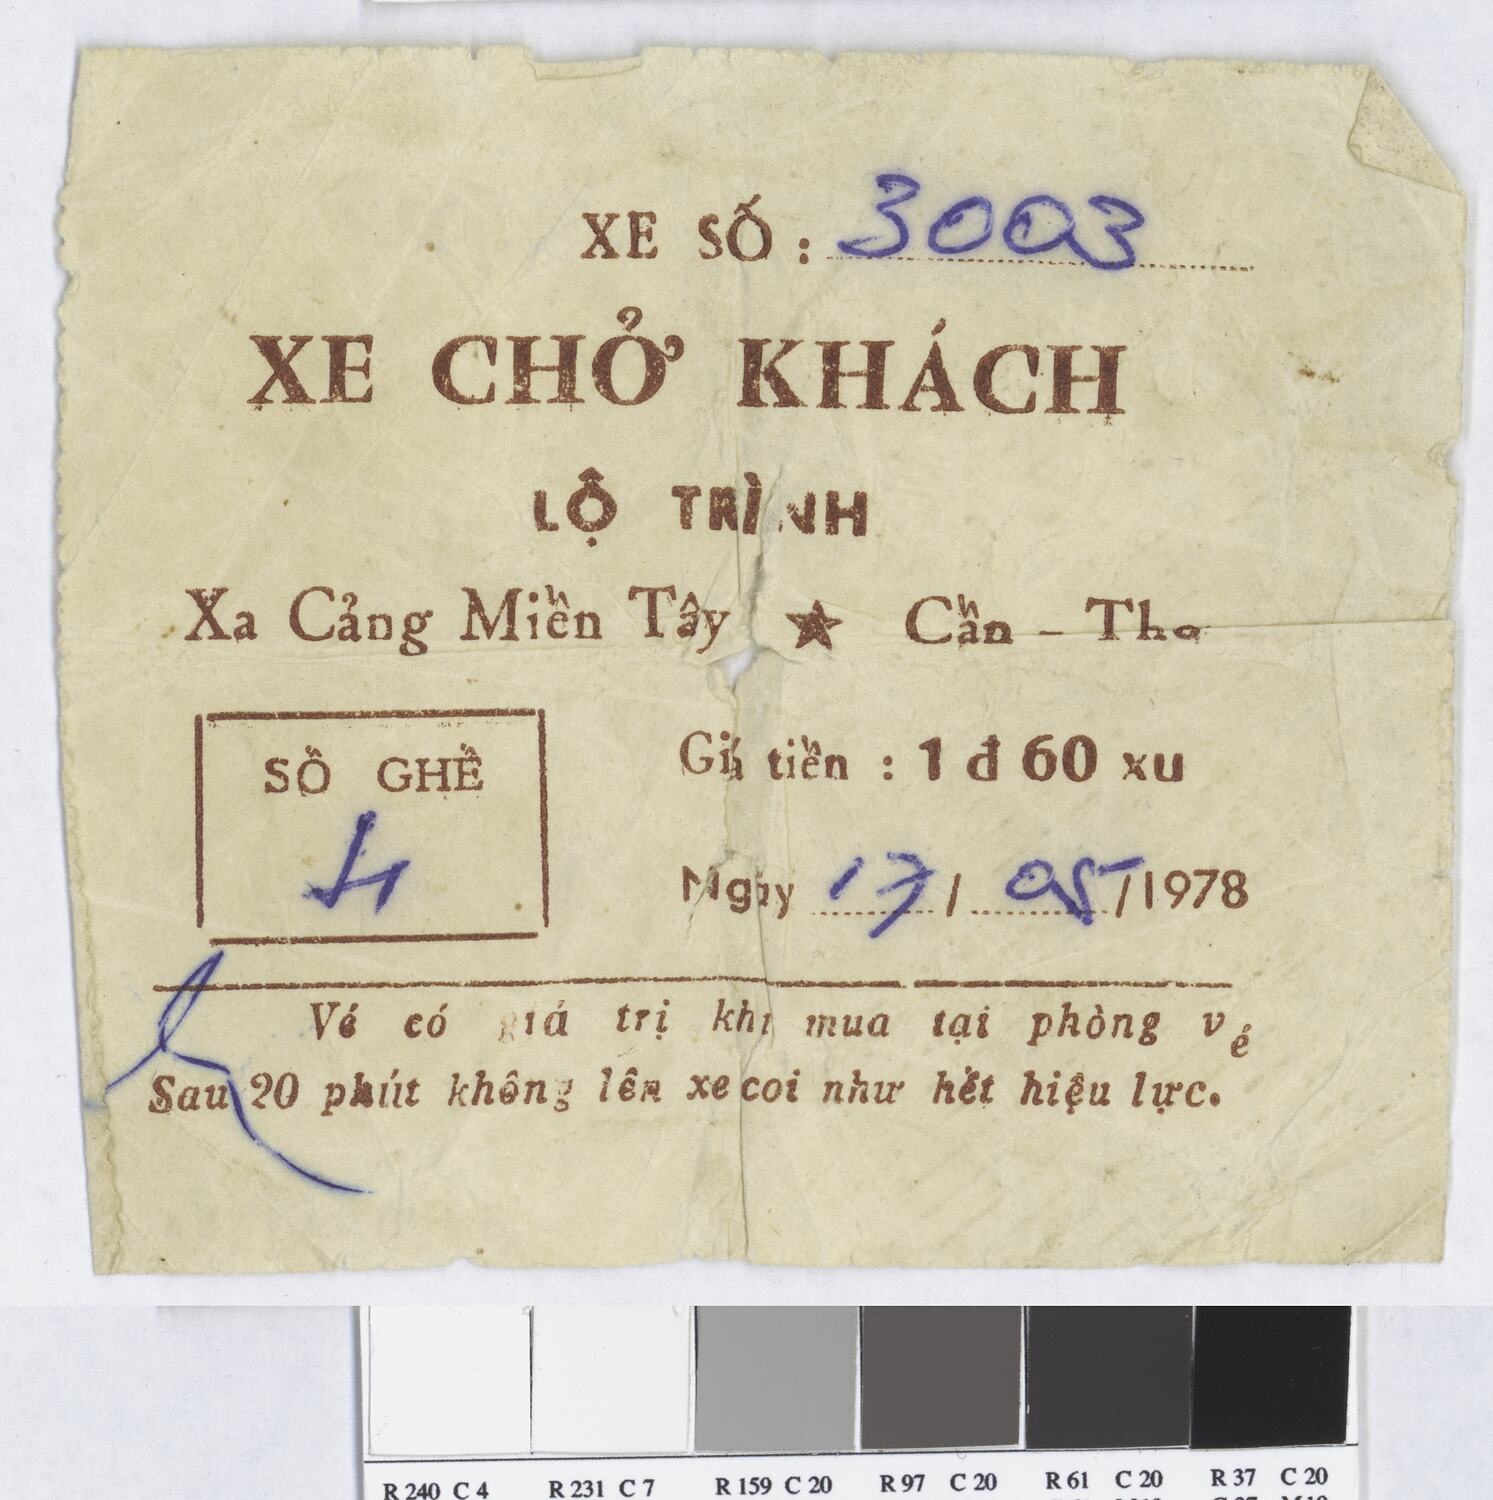 XE SỐ : 3003
XE CHỞ KHÁCH
LỘ TRÌNH
Xa Cảng Miền Tây ★ Cần - Thơ
SỐ GHẾ
4
Giá tiền : 1 đ 60 xu
Ngày 17 / 05 / 1978
Vé có giá trị khi mua tại phòng vé
Sau 20 phút không lên xe coi như hết hiệu lực.
R 240 C 4 R 231 C 7 R 159 C 20 R 97 C 20 R 61 C 20 R 37 C 20